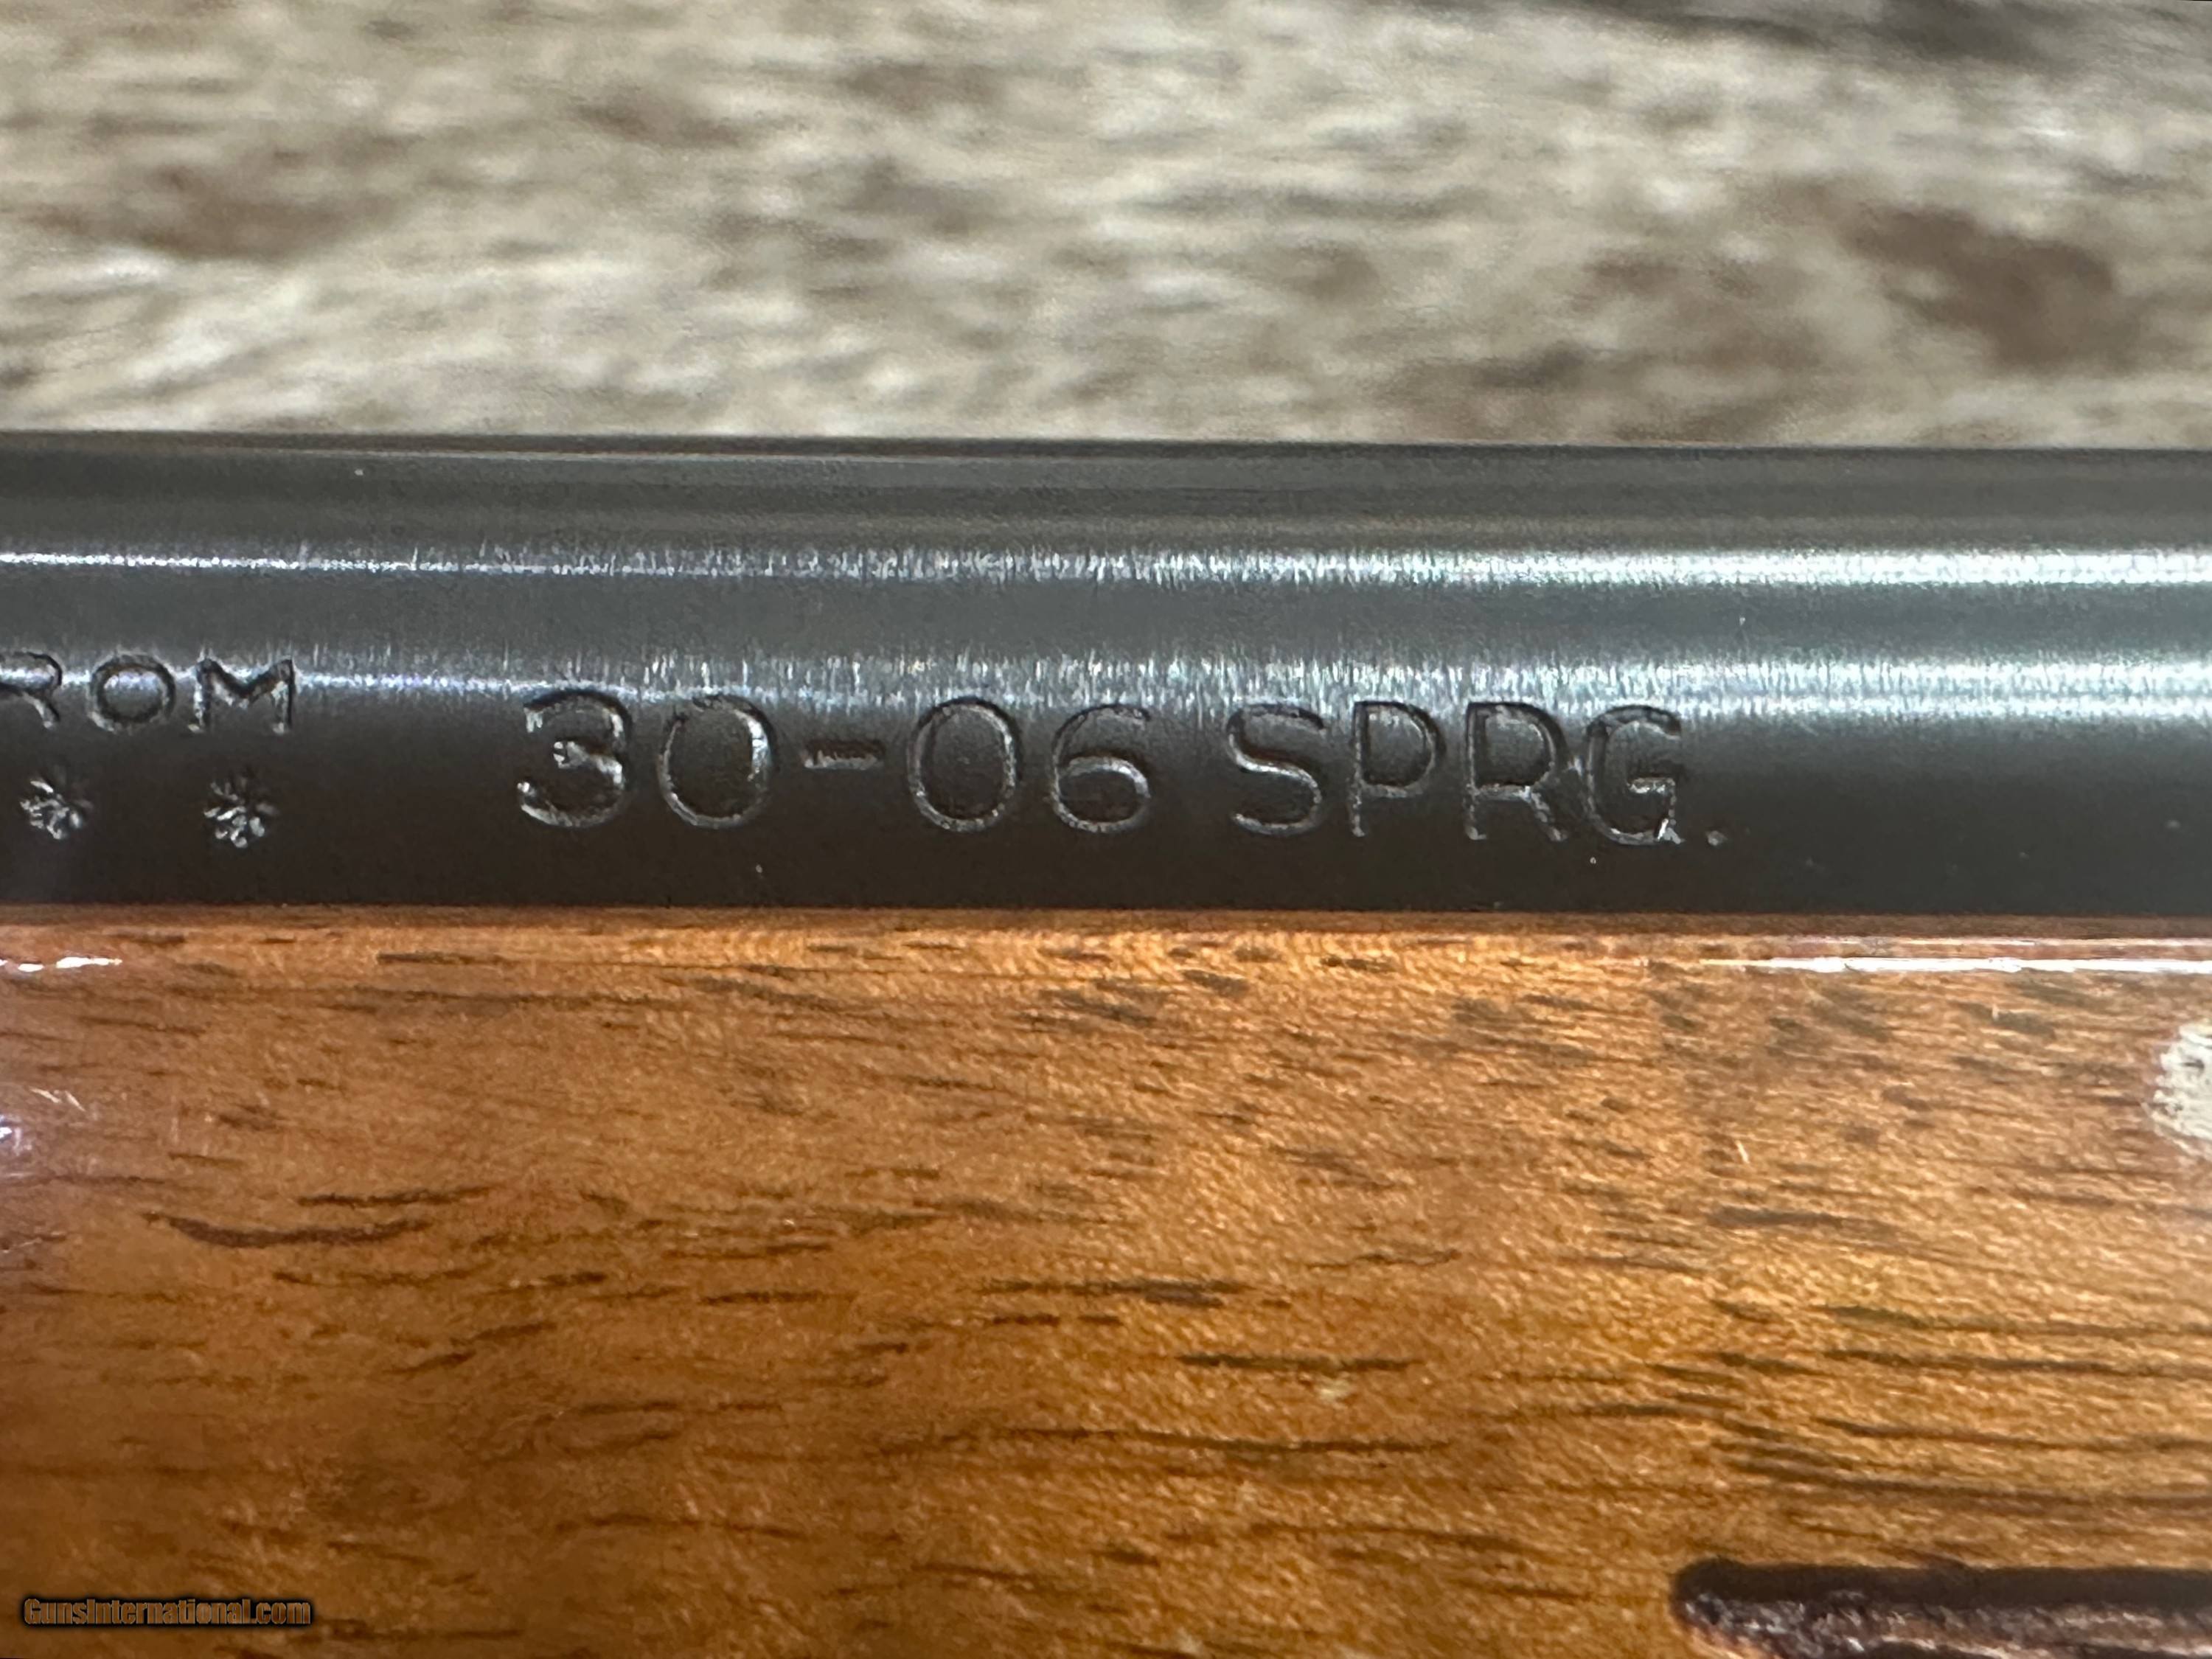 ROM 30-06 SPRG.
* *
GunsInternational.com